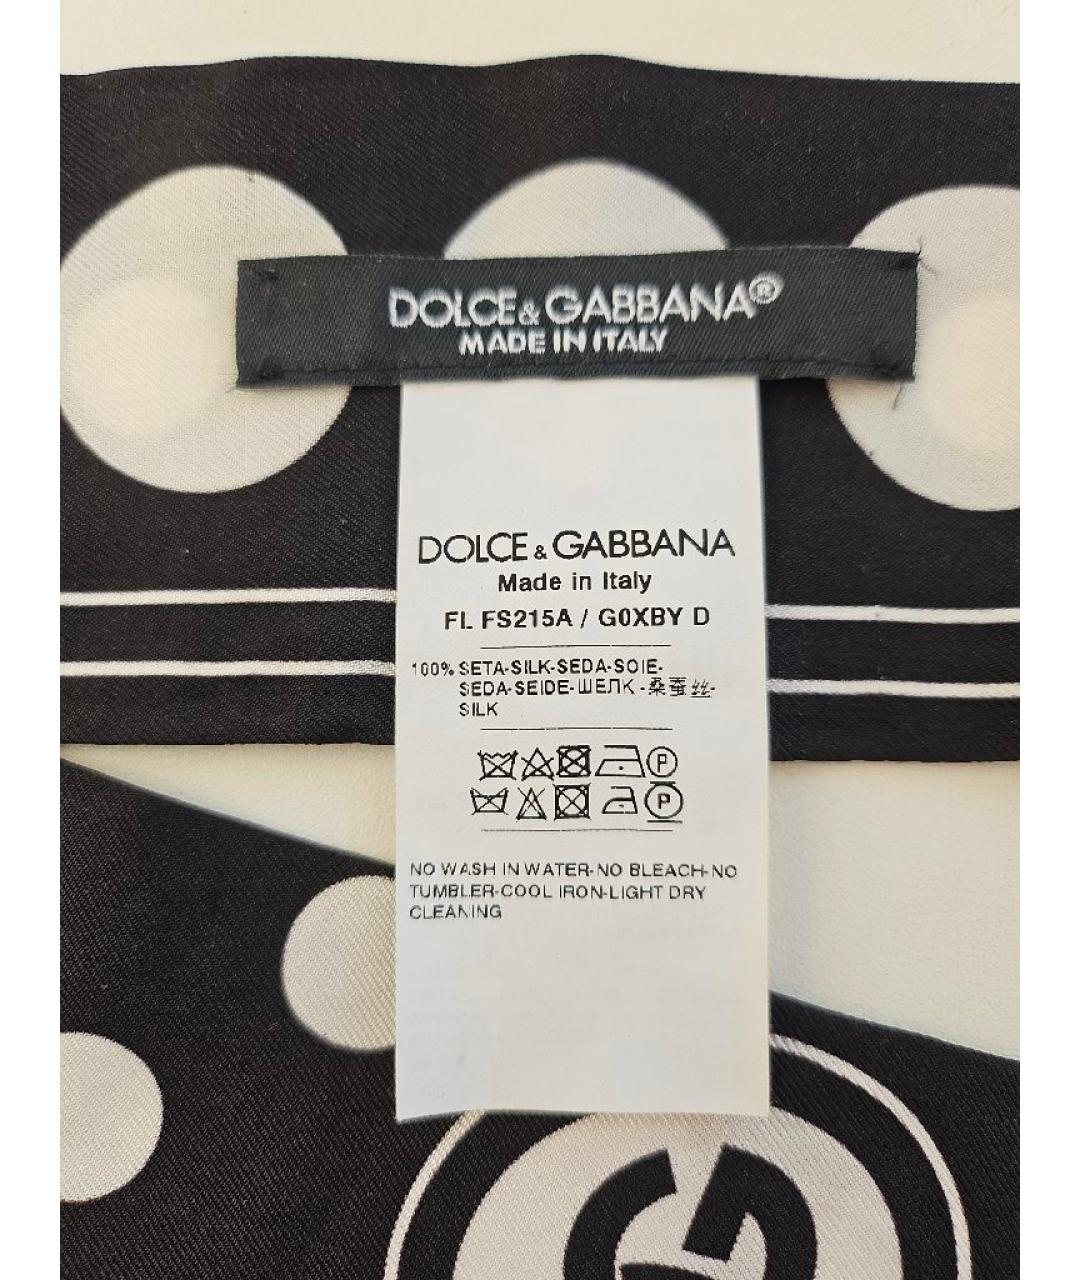 DOLCE&GABBANA®
MADE IN ITALY
DOLCE & GABBANA
Made in Italy
FL FS215A / G0XBY D
100% SETA-SILK-SEDA-SOIE-
SEDA-SEIDE-ШЕЛК-桑蚕丝-
SILK
P
P
NO WASH IN WATER-NO BLEACH-NO
TUMBLER-COOL IRON-LIGHT DRY
CLEANING